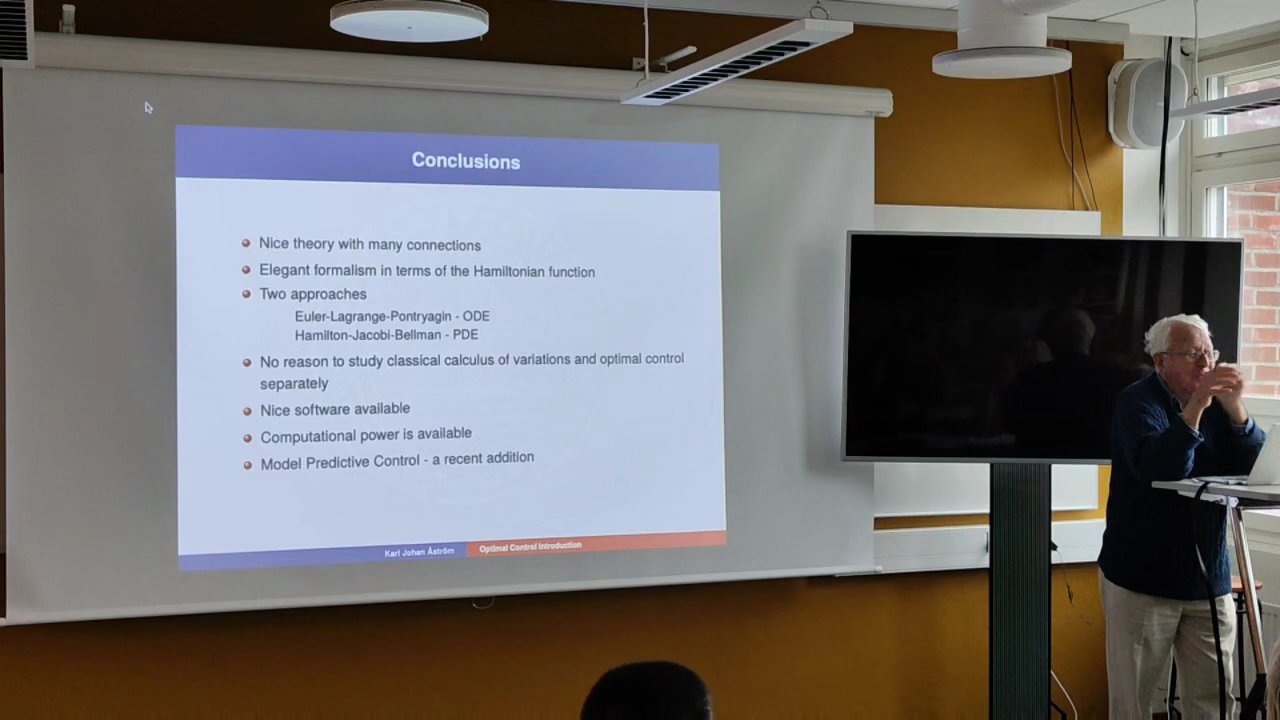 Conclusions
Nice theory with many connections
Elegant formalism in terms of the Hamiltonian function
Two approaches
Euler-Lagrange-Pontryagin - ODE
Hamilton-Jacobi-Bellman - PDE
No reason to study classical calculus of variations and optimal control
separately
Nice software available
Computational power is available
Model Predictive Control - a recent addition
Karl Johan Åström Optimal Control Introduction